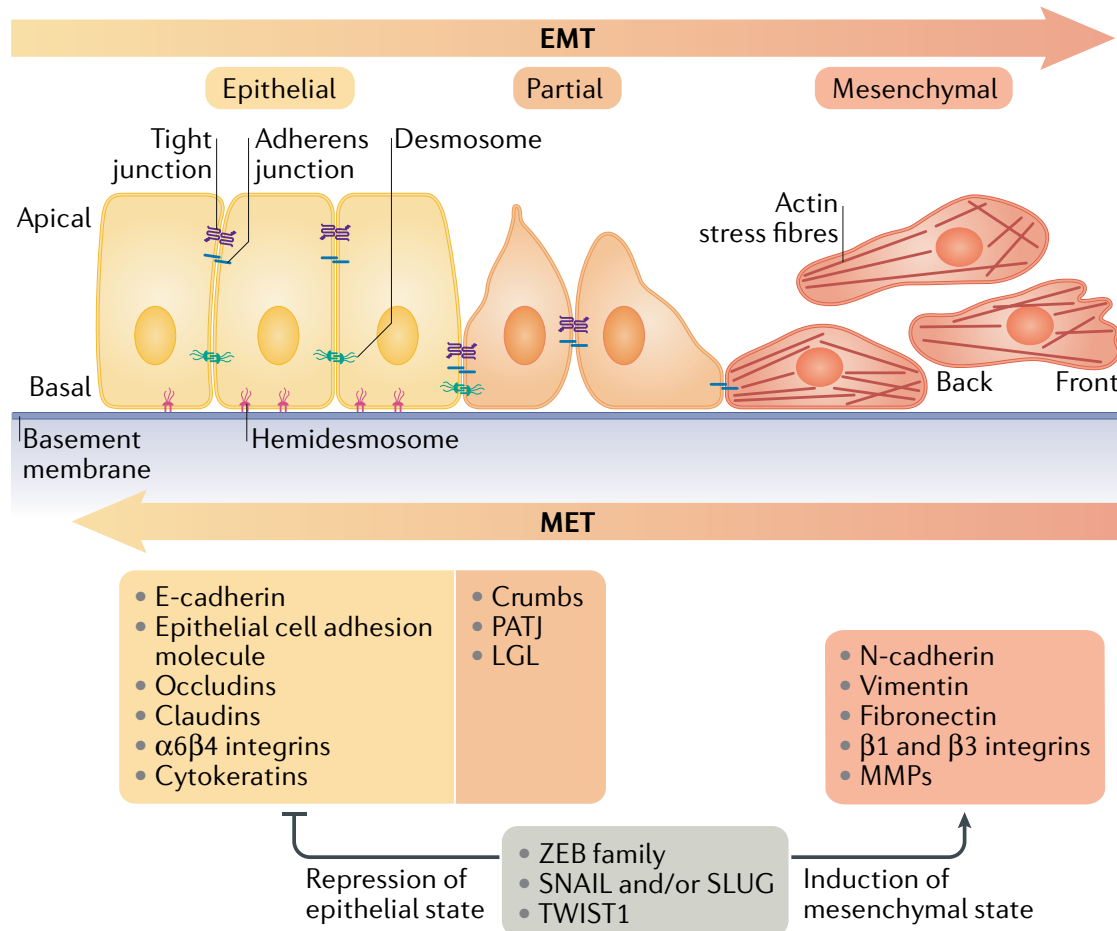 EMT
Epithelial
Partial
Mesenchymal
Tight
junction
Adherens
junction
Desmosome
Apical
Actin
stress fibres
Basal
Back
Front
Basement
membrane
Hemidesmosome
MET
• E-cadherin
• Epithelial cell adhesion
molecule
• Occludins
• Claudins
• α6β4 integrins
• Cytokeratins
• Crumbs
• PATJ
• LGL
• N-cadherin
• Vimentin
• Fibronectin
• β1 and β3 integrins
• MMPs
Repression of
epithelial state
• ZEB family
• SNAIL and/or SLUG
• TWIST1
Induction of
mesenchymal state